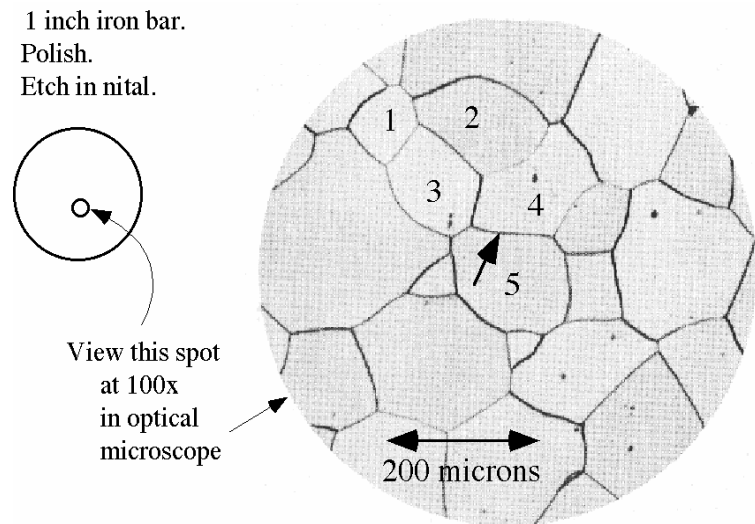 1 inch iron bar.
Polish.
Etch in nital.
1
2
3
4
5
View this spot
at 100x
in optical
microscope
200 microns